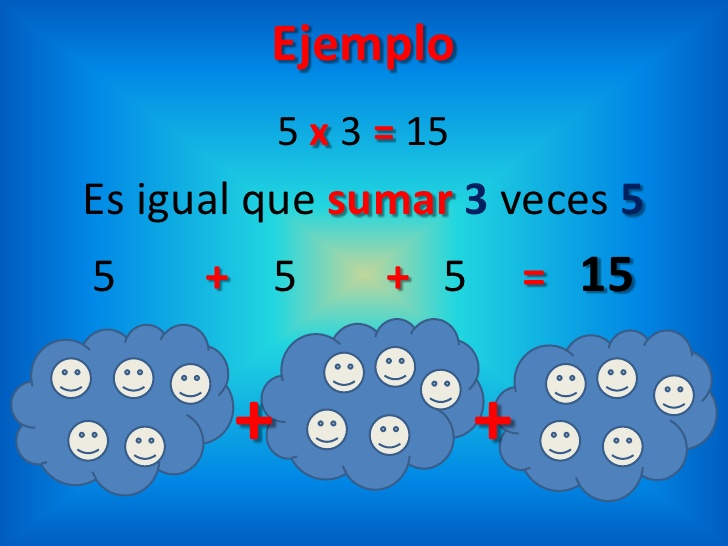 Ejemplo
5 x 3 = 15
Es igual que sumar 3 veces 5
5 + 5 + 5 = 15
+ +